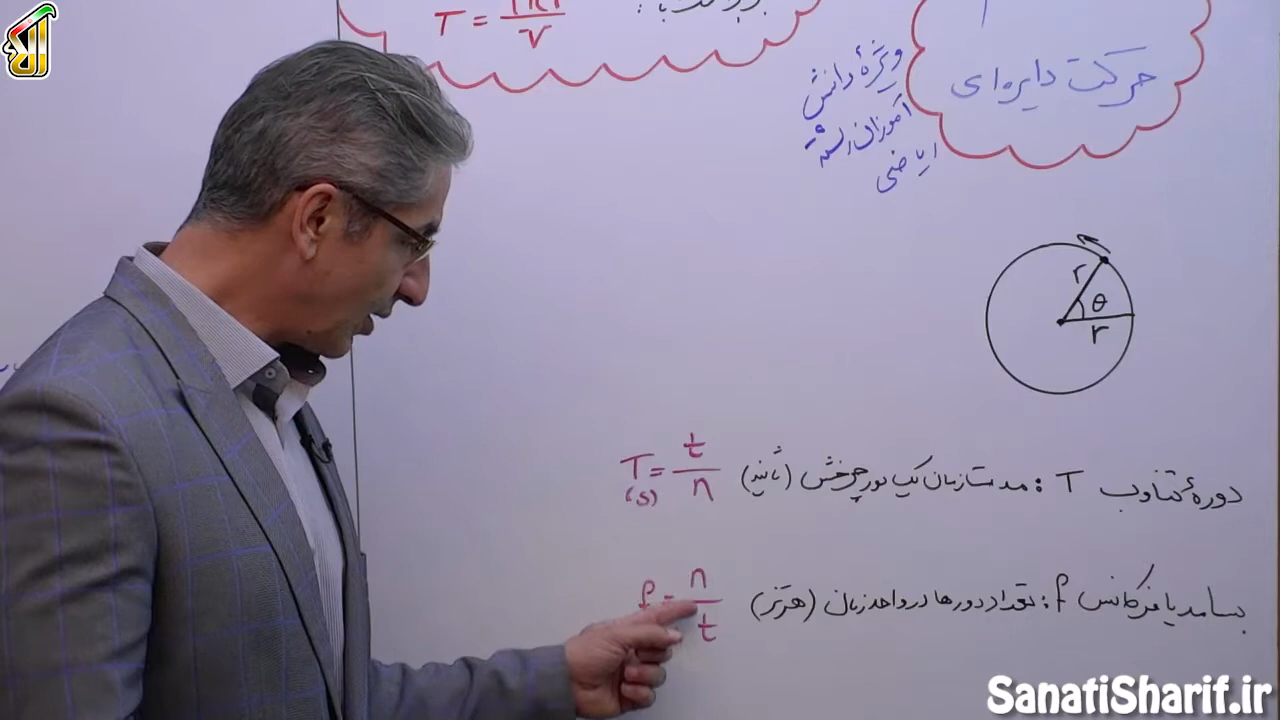 حرکت دایره‌ای
ویژهٔ دانش
آموزان رشتهٔ
ریاضی
T =
V
r
θ
r
دورهٔ تناوب T : مدت زمان یک دور چرخش (ثانیه) T = t/n
(s)
بسامد یا فرکانس f : تعداد دورها در واحد زمان (هرتز) f = n/t
SanatiSharif.ir